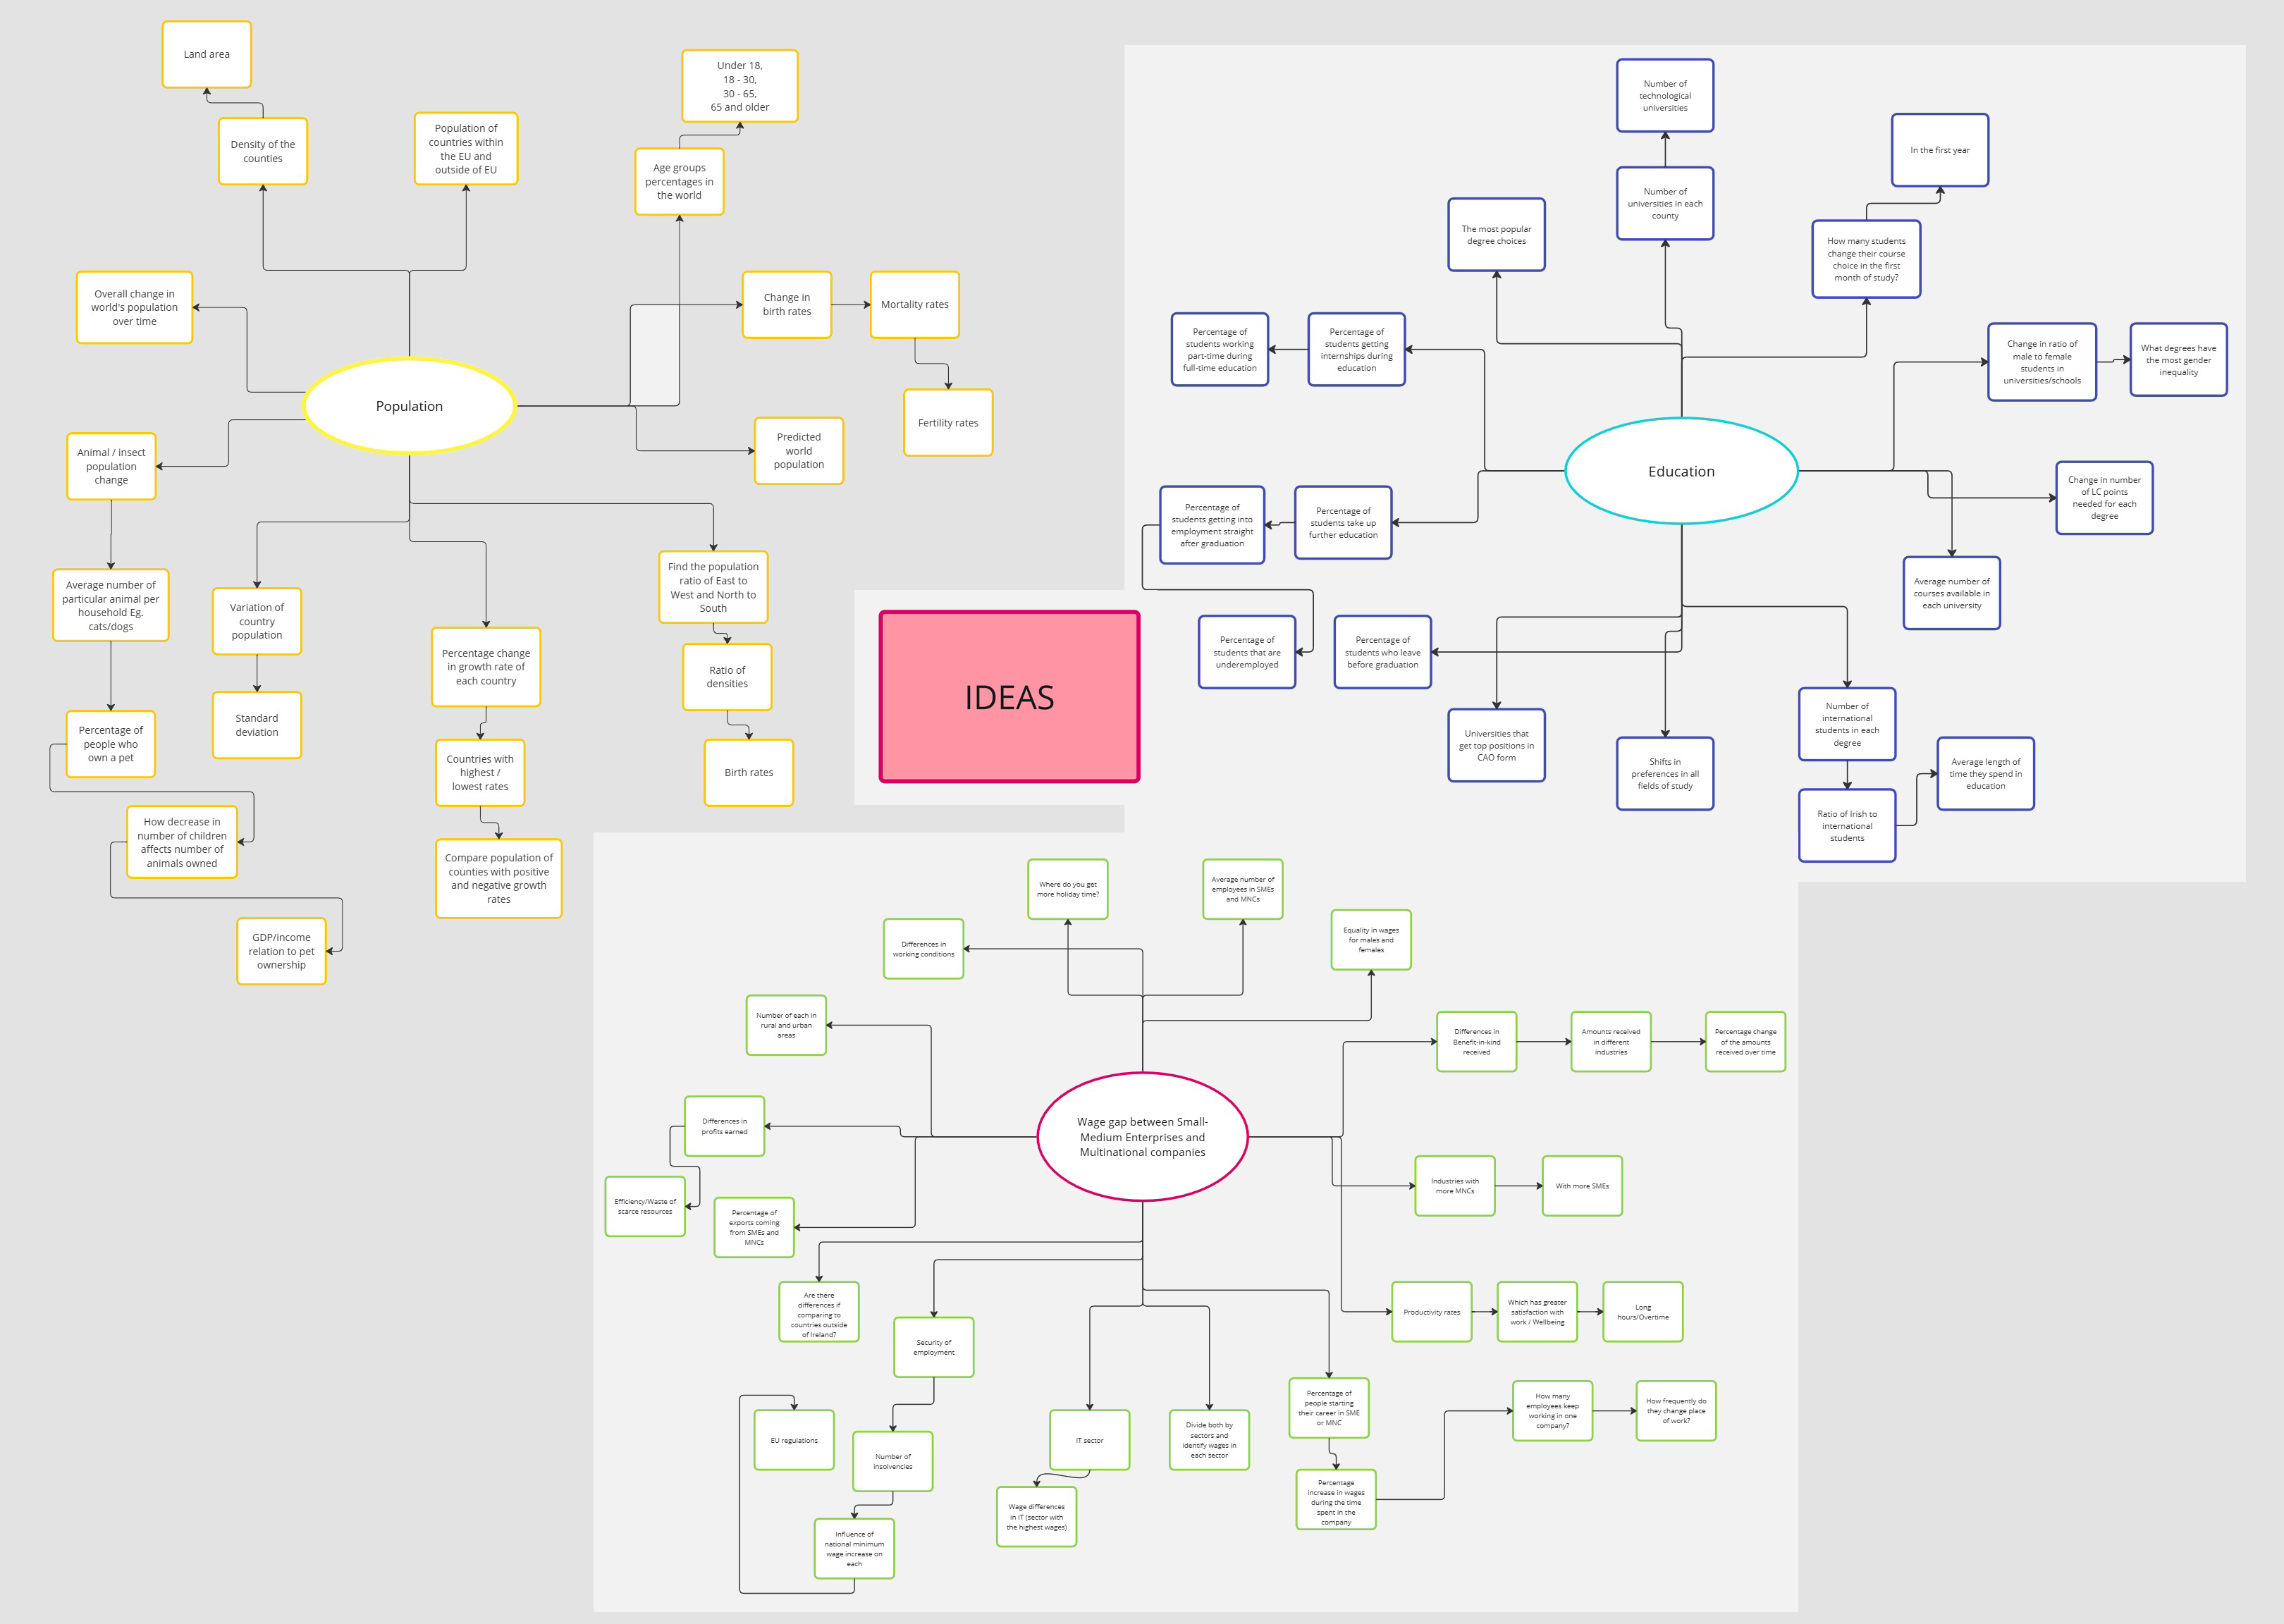 Land area
Density of the
counties
Population of
countries within
the EU and
outside of EU
Under 18,
18 - 30,
30 - 65,
65 and older
Age groups
percentages in
the world
Overall change in
world's population
over time
Change in
birth rates
Mortality rates
Fertility rates
Population
Predicted
world
population
Animal / insect
population
change
Average number of
particular animal per
household Eg.
cats/dogs
Percentage of
people who
own a pet
How decrease in
number of children
affects number of
animals owned
GDP/income
relation to pet
ownership
Variation of
country
population
Standard
deviation
Percentage change
in growth rate of
each country
Countries with
highest /
lowest rates
Compare population of
counties with positive
and negative growth
rates
Find the population
ratio of East to
West and North to
South
Ratio of
densities
Birth rates
IDEAS
Number of
technological
universities
Number of
universities in each
county
The most popular
degree choices
In the first year
How many students
change their course
choice in the first
month of study?
Percentage of
students working
part-time during
full-time education
Percentage of
students getting
internships during
education
Change in ratio of
male to female
students in
universities/schools
What degrees have
the most gender
inequality
Education
Change in number
of LC points
needed for each
degree
Percentage of
students getting into
employment straight
after graduation
Percentage of
students take up
further education
Average number of
courses available in
each university
Percentage of
students that are
underemployed
Percentage of
students who leave
before graduation
Universities that
get top positions in
CAO form
Shifts in
preferences in all
fields of study
Number of
international
students in each
degree
Ratio of Irish to
international
students
Average length of
time they spend in
education
Where do you get
more holiday time?
Average number of
employees in SMEs
and MNCs
Differences in
working conditions
Equality in wages
for males and
females
Number of each in
rural and urban
areas
Differences in
Benefit-in-kind
received
Amounts received
in different
industries
Percentage change
of the amounts
received over time
Differences in
profits earned
Wage gap between Small-
Medium Enterprises and
Multinational companies
Efficiency/Waste of
scarce resources
Percentage of
exports coming
from SMEs and
MNCs
Industries with
more MNCs
With more SMEs
Are there
differences if
comparing to
countries outside
of Ireland?
Security of
employment
Productivity rates
Which has greater
satisfaction with
work / Wellbeing
Long
hours/Overtime
EU regulations
Number of
insolvencies
Influence of
national minimum
wage increase on
each
IT sector
Wage differences
in IT (sector with
the highest wages)
Divide both by
sectors and
identify wages in
each sector
Percentage of
people starting
their career in SME
or MNC
Percentage
increase in wages
during the time
spent in the
company
How many
employees keep
working in one
company?
How frequently do
they change place
of work?